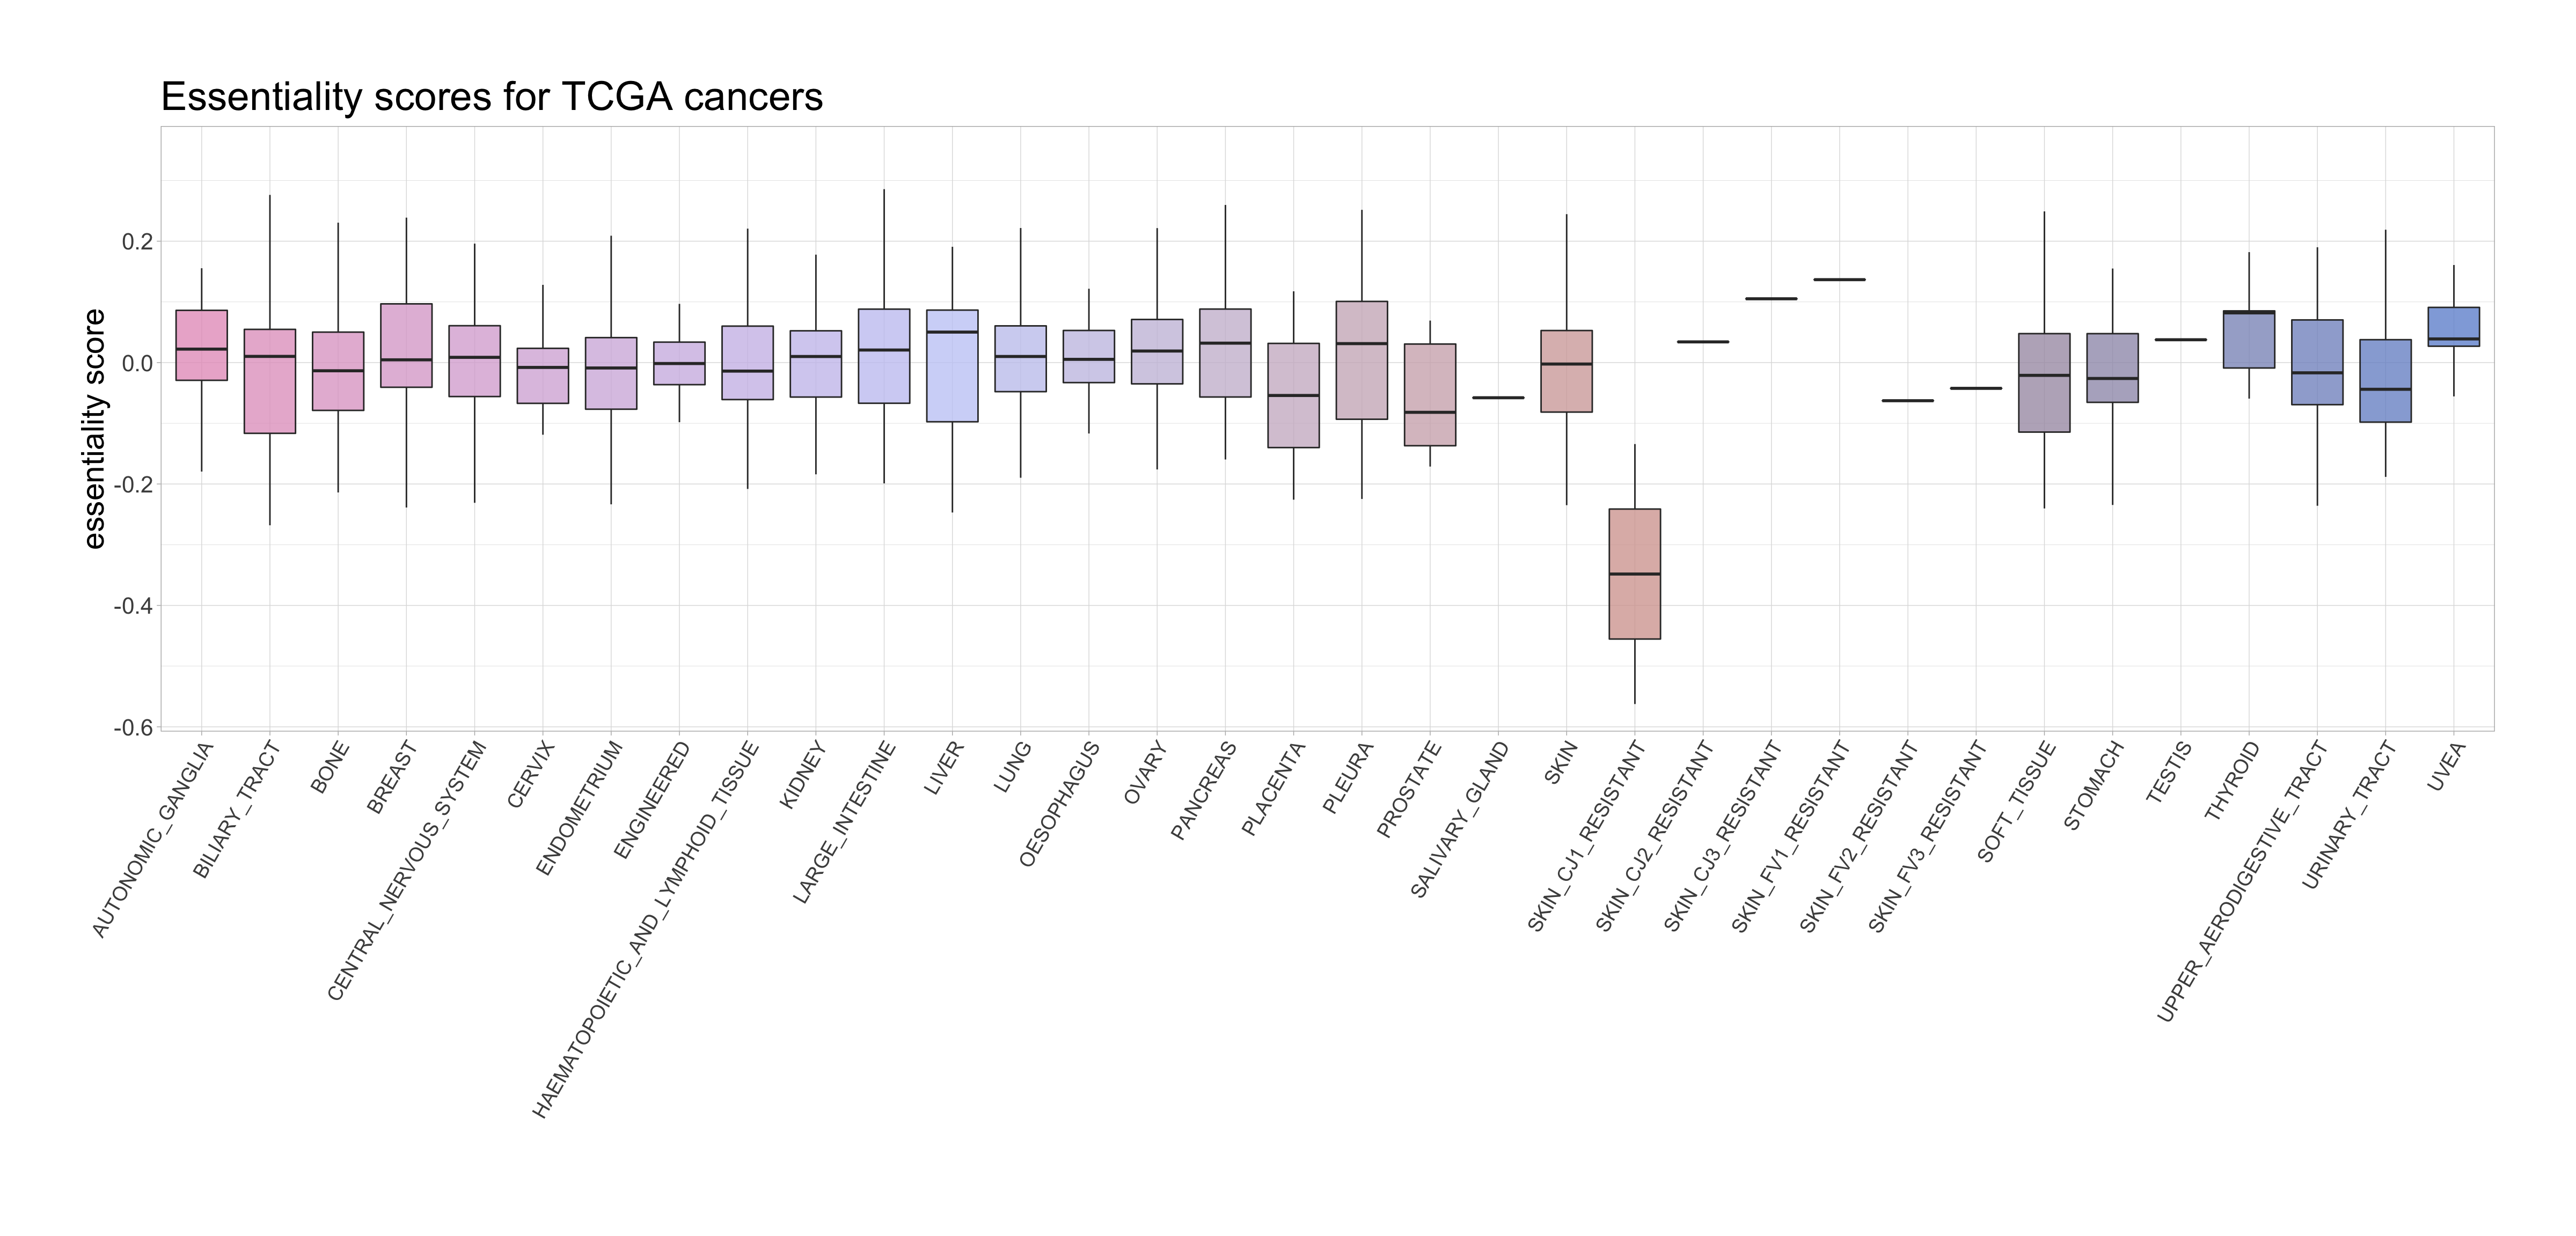 Essentiality scores for TCGA cancers
essentiality score
0.2
0.0
-0.2
-0.4
-0.6
AUTONOMIC_GANGLIA
BILIARY_TRACT
BONE
BREAST
CENTRAL_NERVOUS_SYSTEM
CERVIX
ENDOMETRIUM
ENGINEERED
HAEMATOPOIETIC_AND_LYMPHOID_TISSUE
KIDNEY
LARGE_INTESTINE
LIVER
LUNG
OESOPHAGUS
OVARY
PANCREAS
PLACENTA
PLEURA
PROSTATE
SALIVARY_GLAND
SKIN
SKIN_CJ1_RESISTANT
SKIN_CJ2_RESISTANT
SKIN_CJ3_RESISTANT
SKIN_FV1_RESISTANT
SKIN_FV2_RESISTANT
SKIN_FV3_RESISTANT
SOFT_TISSUE
STOMACH
TESTIS
THYROID
UPPER_AERODIGESTIVE_TRACT
URINARY_TRACT
UVEA